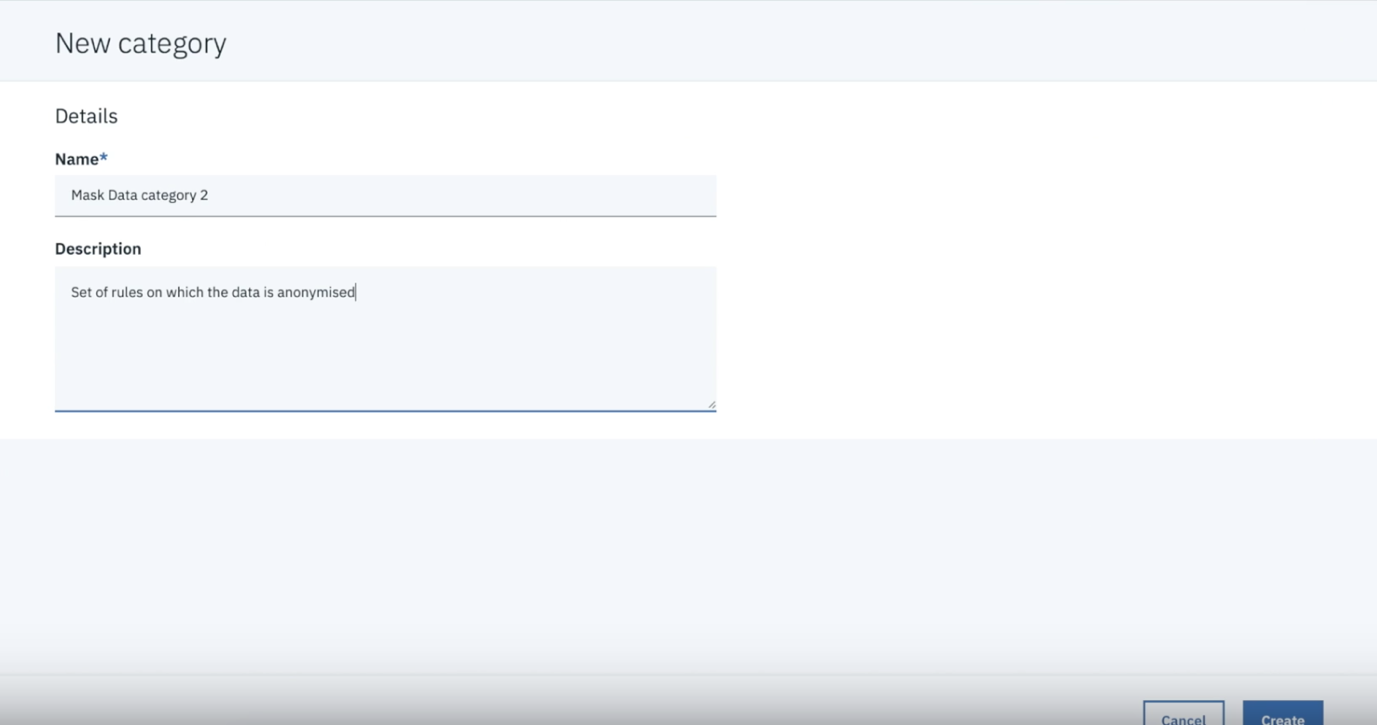 New category
Details
Name*
Mask Data category 2
Description
Set of rules on which the data is anonymised
Cancel
Create